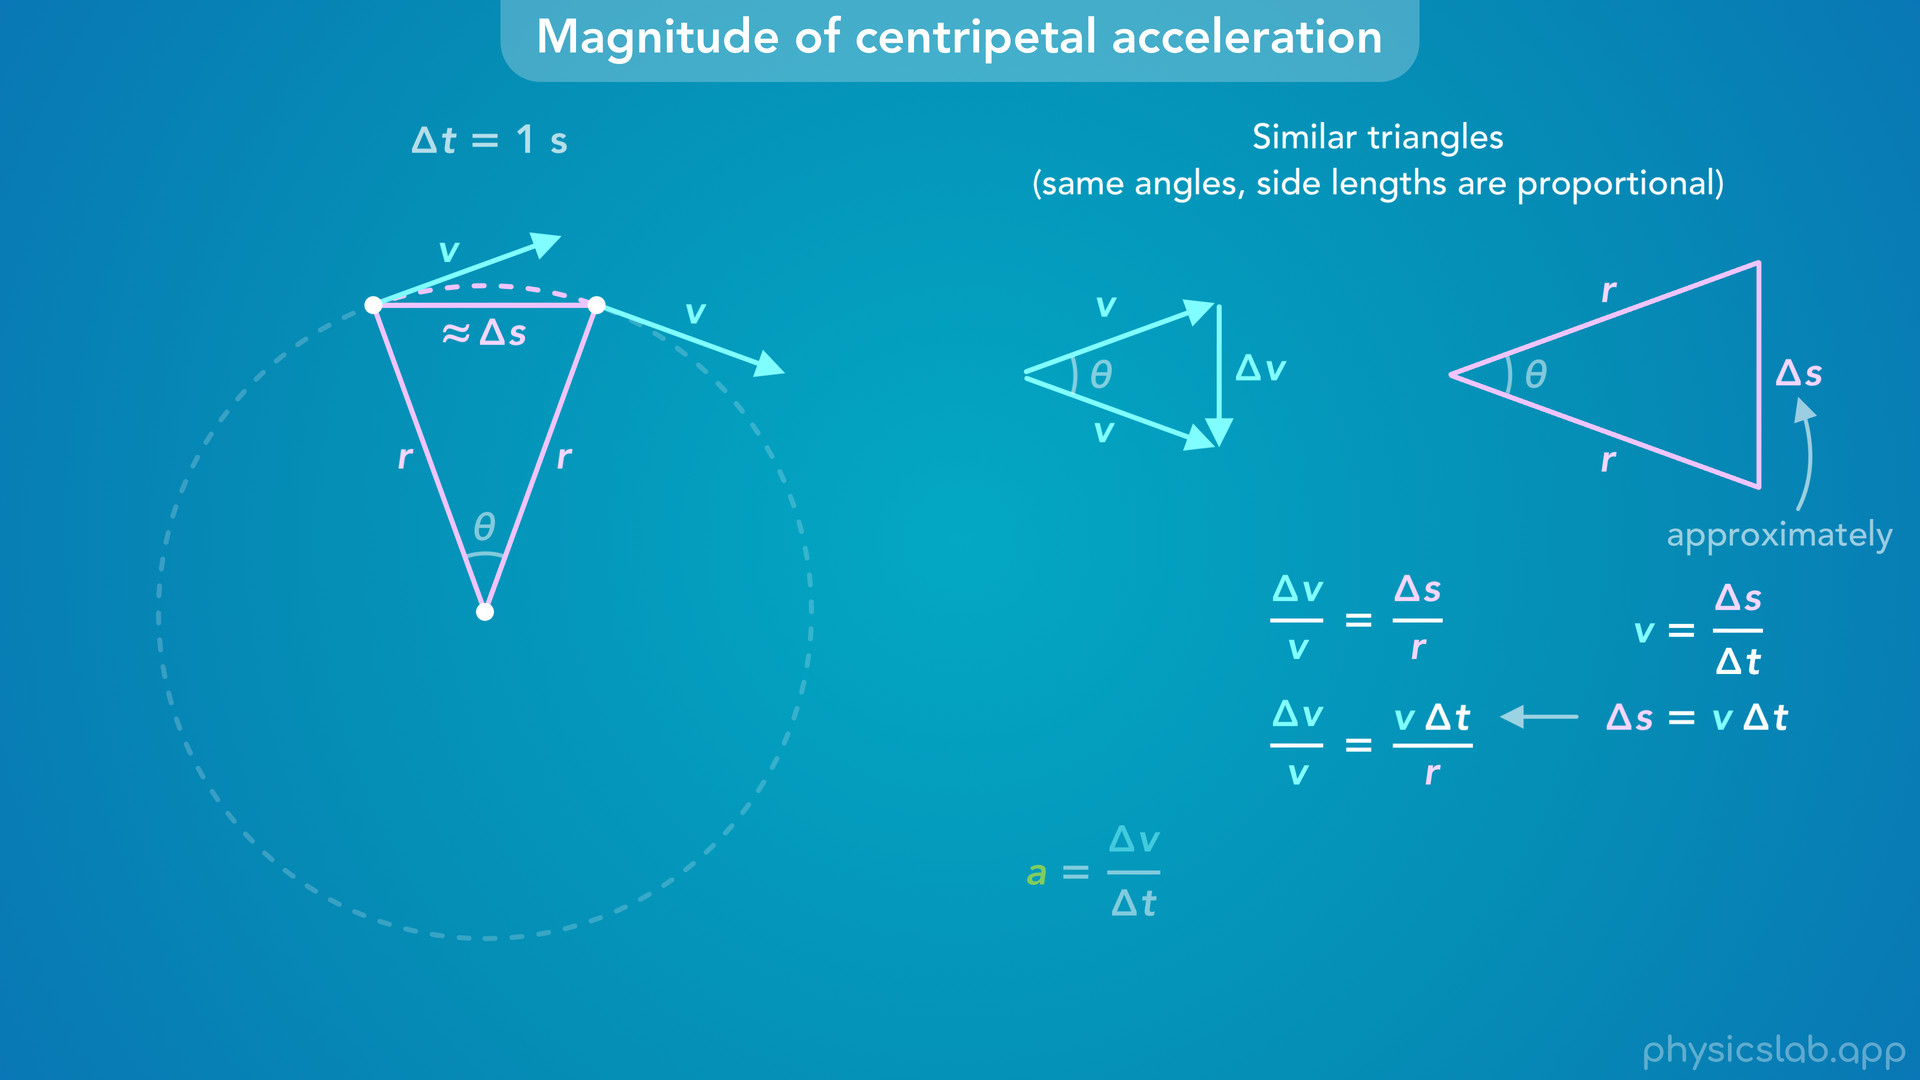 Magnitude of centripetal acceleration
Δt = 1 s
Similar triangles
(same angles, side lengths are proportional)
v
v
≈ Δs
r
r
θ
v
θ
Δv
v
r
θ
Δs
r
approximately
Δv/v = Δs/r
v = Δs/Δt
Δv/v = v Δt/r
Δs = v Δt
a = Δv/Δt
physicslab.app